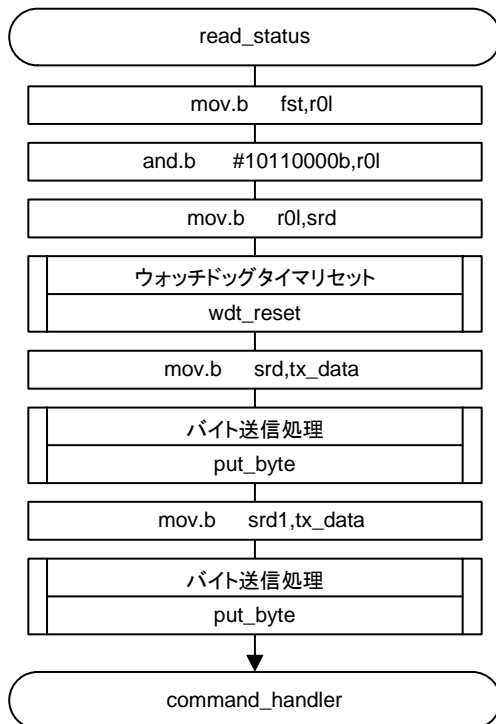 read_status
mov.b fst,r0l
and.b #10110000b,r0l
mov.b r0l,srd
ウォッチドッグタイマリセット
wdt_reset
mov.b srd,tx_data
バイト送信処理
put_byte
mov.b srd1,tx_data
バイト送信処理
put_byte
command_handler